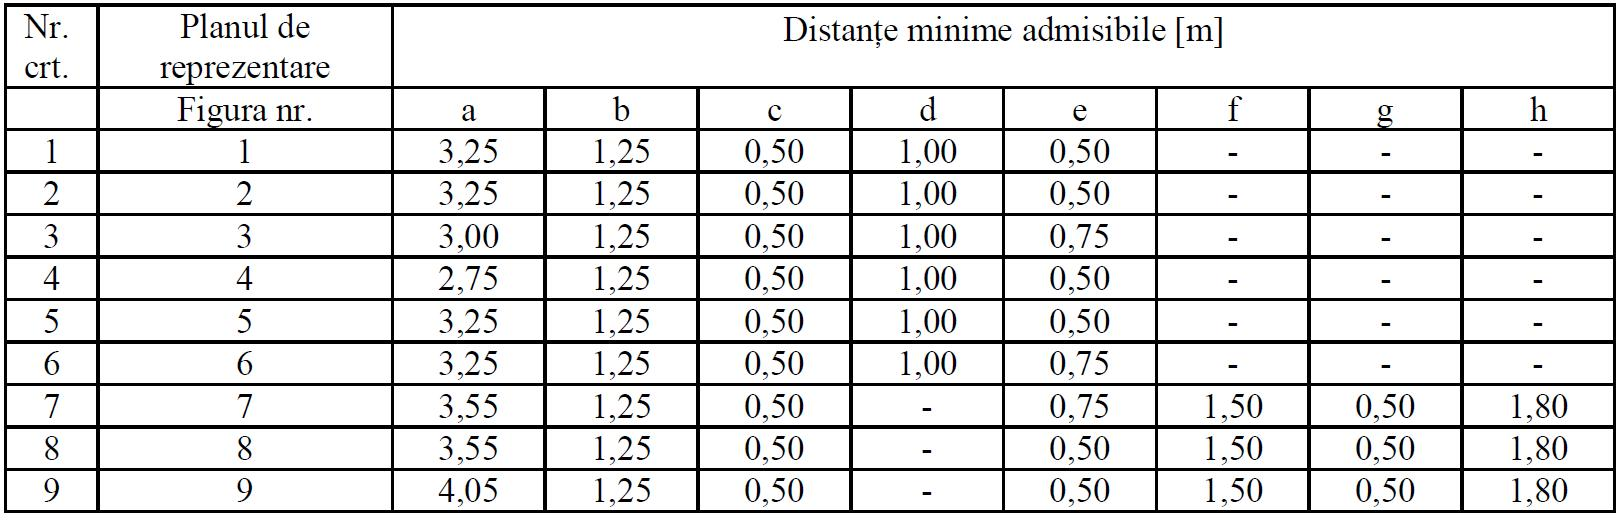 Nr. crt. Planul de reprezentare Distanțe minime admisibile [m]
Figura nr. a b c d e f g h
1 1 3,25 1,25 0,50 1,00 0,50 - - -
2 2 3,25 1,25 0,50 1,00 0,50 - - -
3 3 3,00 1,25 0,50 1,00 0,75 - - -
4 4 2,75 1,25 0,50 1,00 0,50 - - -
5 5 3,25 1,25 0,50 1,00 0,50 - - -
6 6 3,25 1,25 0,50 1,00 0,75 - - -
7 7 3,55 1,25 0,50 - 0,75 1,50 0,50 1,80
8 8 3,55 1,25 0,50 - 0,50 1,50 0,50 1,80
9 9 4,05 1,25 0,50 - 0,50 1,50 0,50 1,80